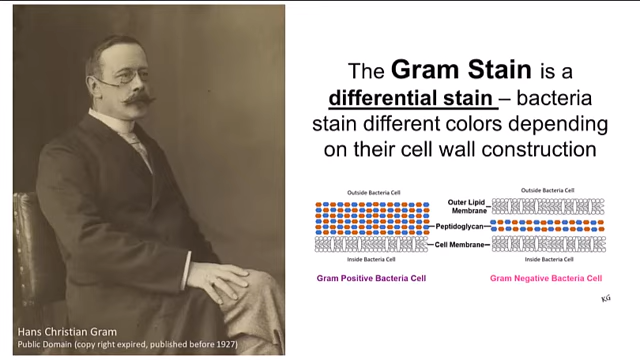 The Gram Stain is a
differential stain – bacteria
stain different colors depending
on their cell wall construction
Outside Bacteria Cell
Gram Positive Bacteria Cell
Inside Bacteria Cell
Outer Lipid
Membrane
Peptidoglycan
Cell Membrane
Outside Bacteria Cell
Inside Bacteria Cell
Gram Negative Bacteria Cell
KG
Hans Christian Gram
Public Domain (copy right expired, published before 1927)